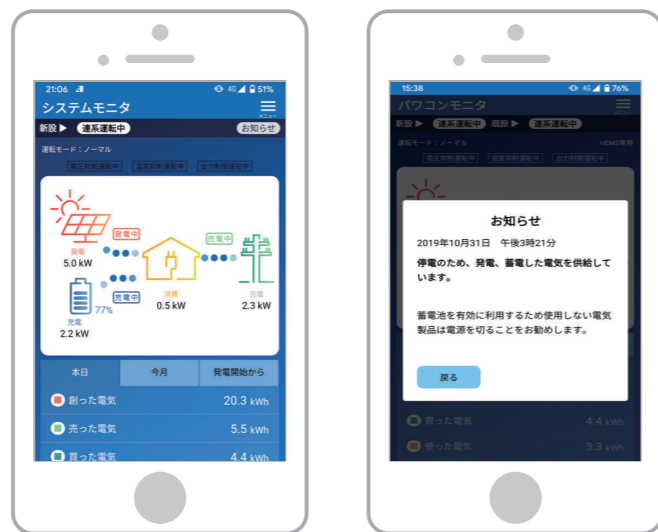 21:06
4G
51%
システムモニタ
メニュー
新設 ▶ 連系運転中
お知らせ
運転モード：ノーマル
電圧抑制運転中
温度抑制運転中
出力制御運転中
発電
5.0 kW
発電中
売電中
充電中
77%
充電
2.2 kW
消費
0.5 kW
売電
2.3 kW
本日
今月
発電開始から
創った電気
20.3 kWh
売った電気
5.5 kWh
買った電気
4.4 kWh
15:38
4G
76%
パワコンモニタ
メニュー
新設 ▶ 連系運転中 既設 ▶ 連系運転中
運転モード：ノーマル
HEMS専用
電圧抑制運転中
温度抑制運転中
出力制御運転中
お知らせ
2019年10月31日 午後3時21分
停電のため、発電、蓄電した電気を供給して
います。
蓄電池を有効に利用するため使用しない電気
製品は電源を切ることをお勧めします。
戻る
買った電気
4.4 kWh
使った電気
3.3 kWh